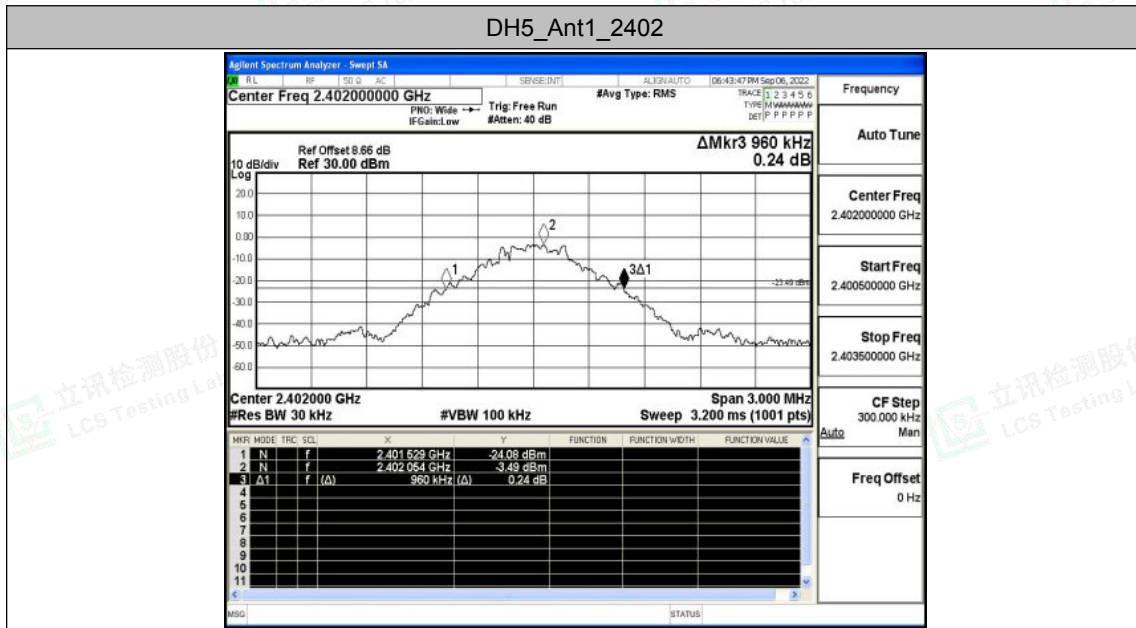 DH5_Ant1_2402
Agilent Spectrum Analyzer - Swept SA
RL RF 50 Ω AC SENSE:INT ALIGN AUTO 06:43:47 PM Sep 06, 2022
Center Freq 2.402000000 GHz
PNO: Wide
IFGain:Low
Trig: Free Run
#Atten: 40 dB
#Avg Type: RMS
TRACE 1 2 3 4 5 6
TYPE M
DET P P P P P P
Ref Offset 8.66 dB
10 dB/div Ref 30.00 dBm
Log
ΔMkr3 960 kHz
0.24 dB
20.0
10.0
0.00
-10.0
-20.0
-30.0
-40.0
-50.0
-60.0
1
2
3Δ1
-23.49 dBm
Center 2.402000 GHz Span 3.000 MHz
#Res BW 30 kHz #VBW 100 kHz Sweep 3.200 ms (1001 pts)
MKR MODE TRC SCL X Y FUNCTION FUNCTION WIDTH FUNCTION VALUE
1 N f 2.401 529 GHz -24.08 dBm
2 N f 2.402 054 GHz -3.49 dBm
3 Δ1 f (Δ) 960 kHz (Δ) 0.24 dB
4
5
6
7
8
9
10
11
MSG STATUS
Frequency
Auto Tune
Center Freq
2.402000000 GHz
Start Freq
2.400500000 GHz
Stop Freq
2.403500000 GHz
CF Step
300.000 kHz
Auto Man
Freq Offset
0 Hz
立讯检测股份
LCS Testing Lab
立讯检测股份
LCS Testing L